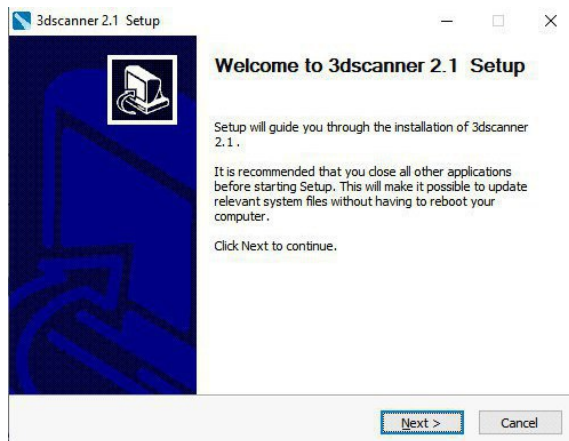 3dscanner 2.1 Setup
Welcome to 3dscanner 2.1 Setup
Setup will guide you through the installation of 3dscanner
2.1 .
It is recommended that you close all other applications
before starting Setup. This will make it possible to update
relevant system files without having to reboot your
computer.
Click Next to continue.
Next > Cancel